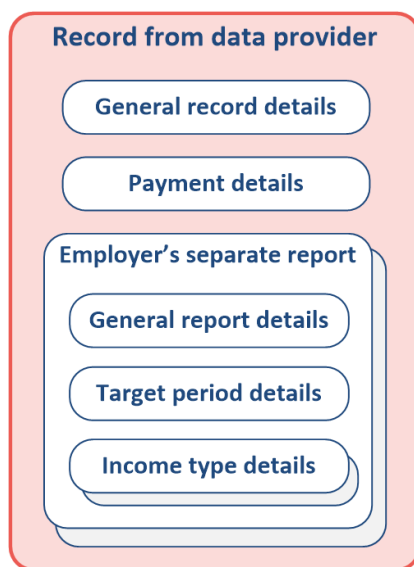 Record from data provider
General record details
Payment details
Employer’s separate report
General report details
Target period details
Income type details